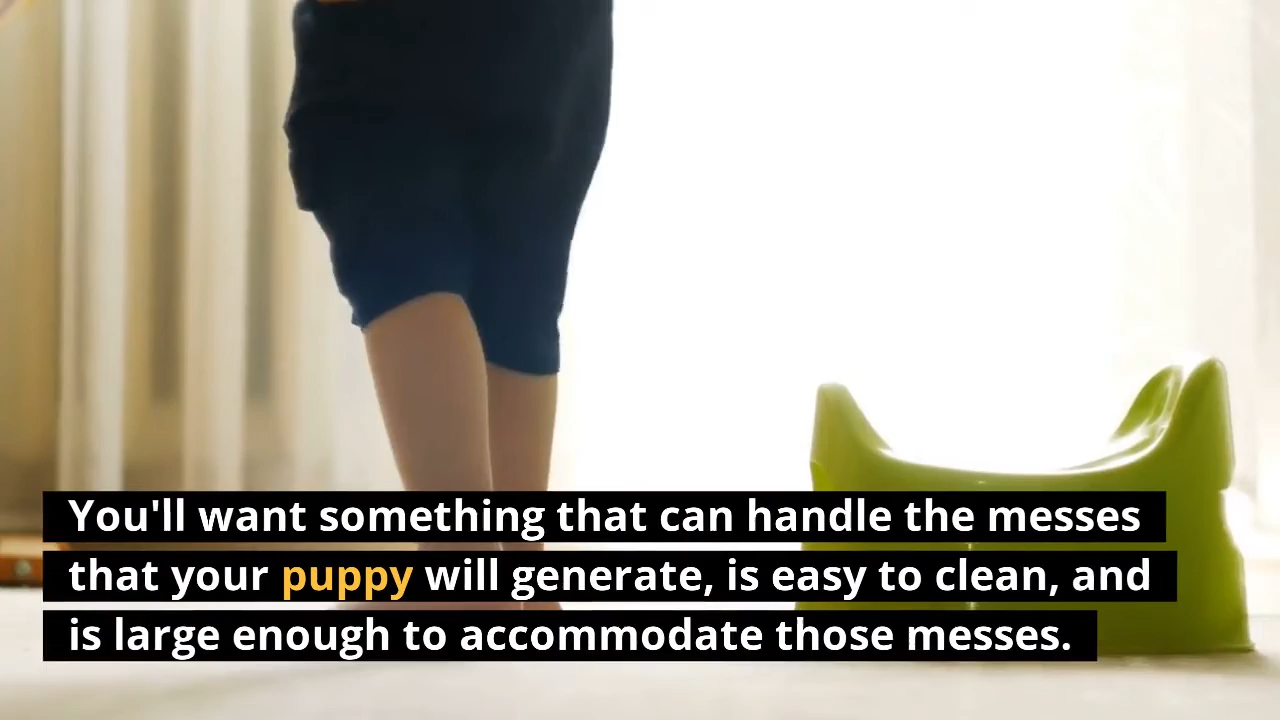 You'll want something that can handle the messes
that your puppy will generate, is easy to clean, and
is large enough to accommodate those messes.